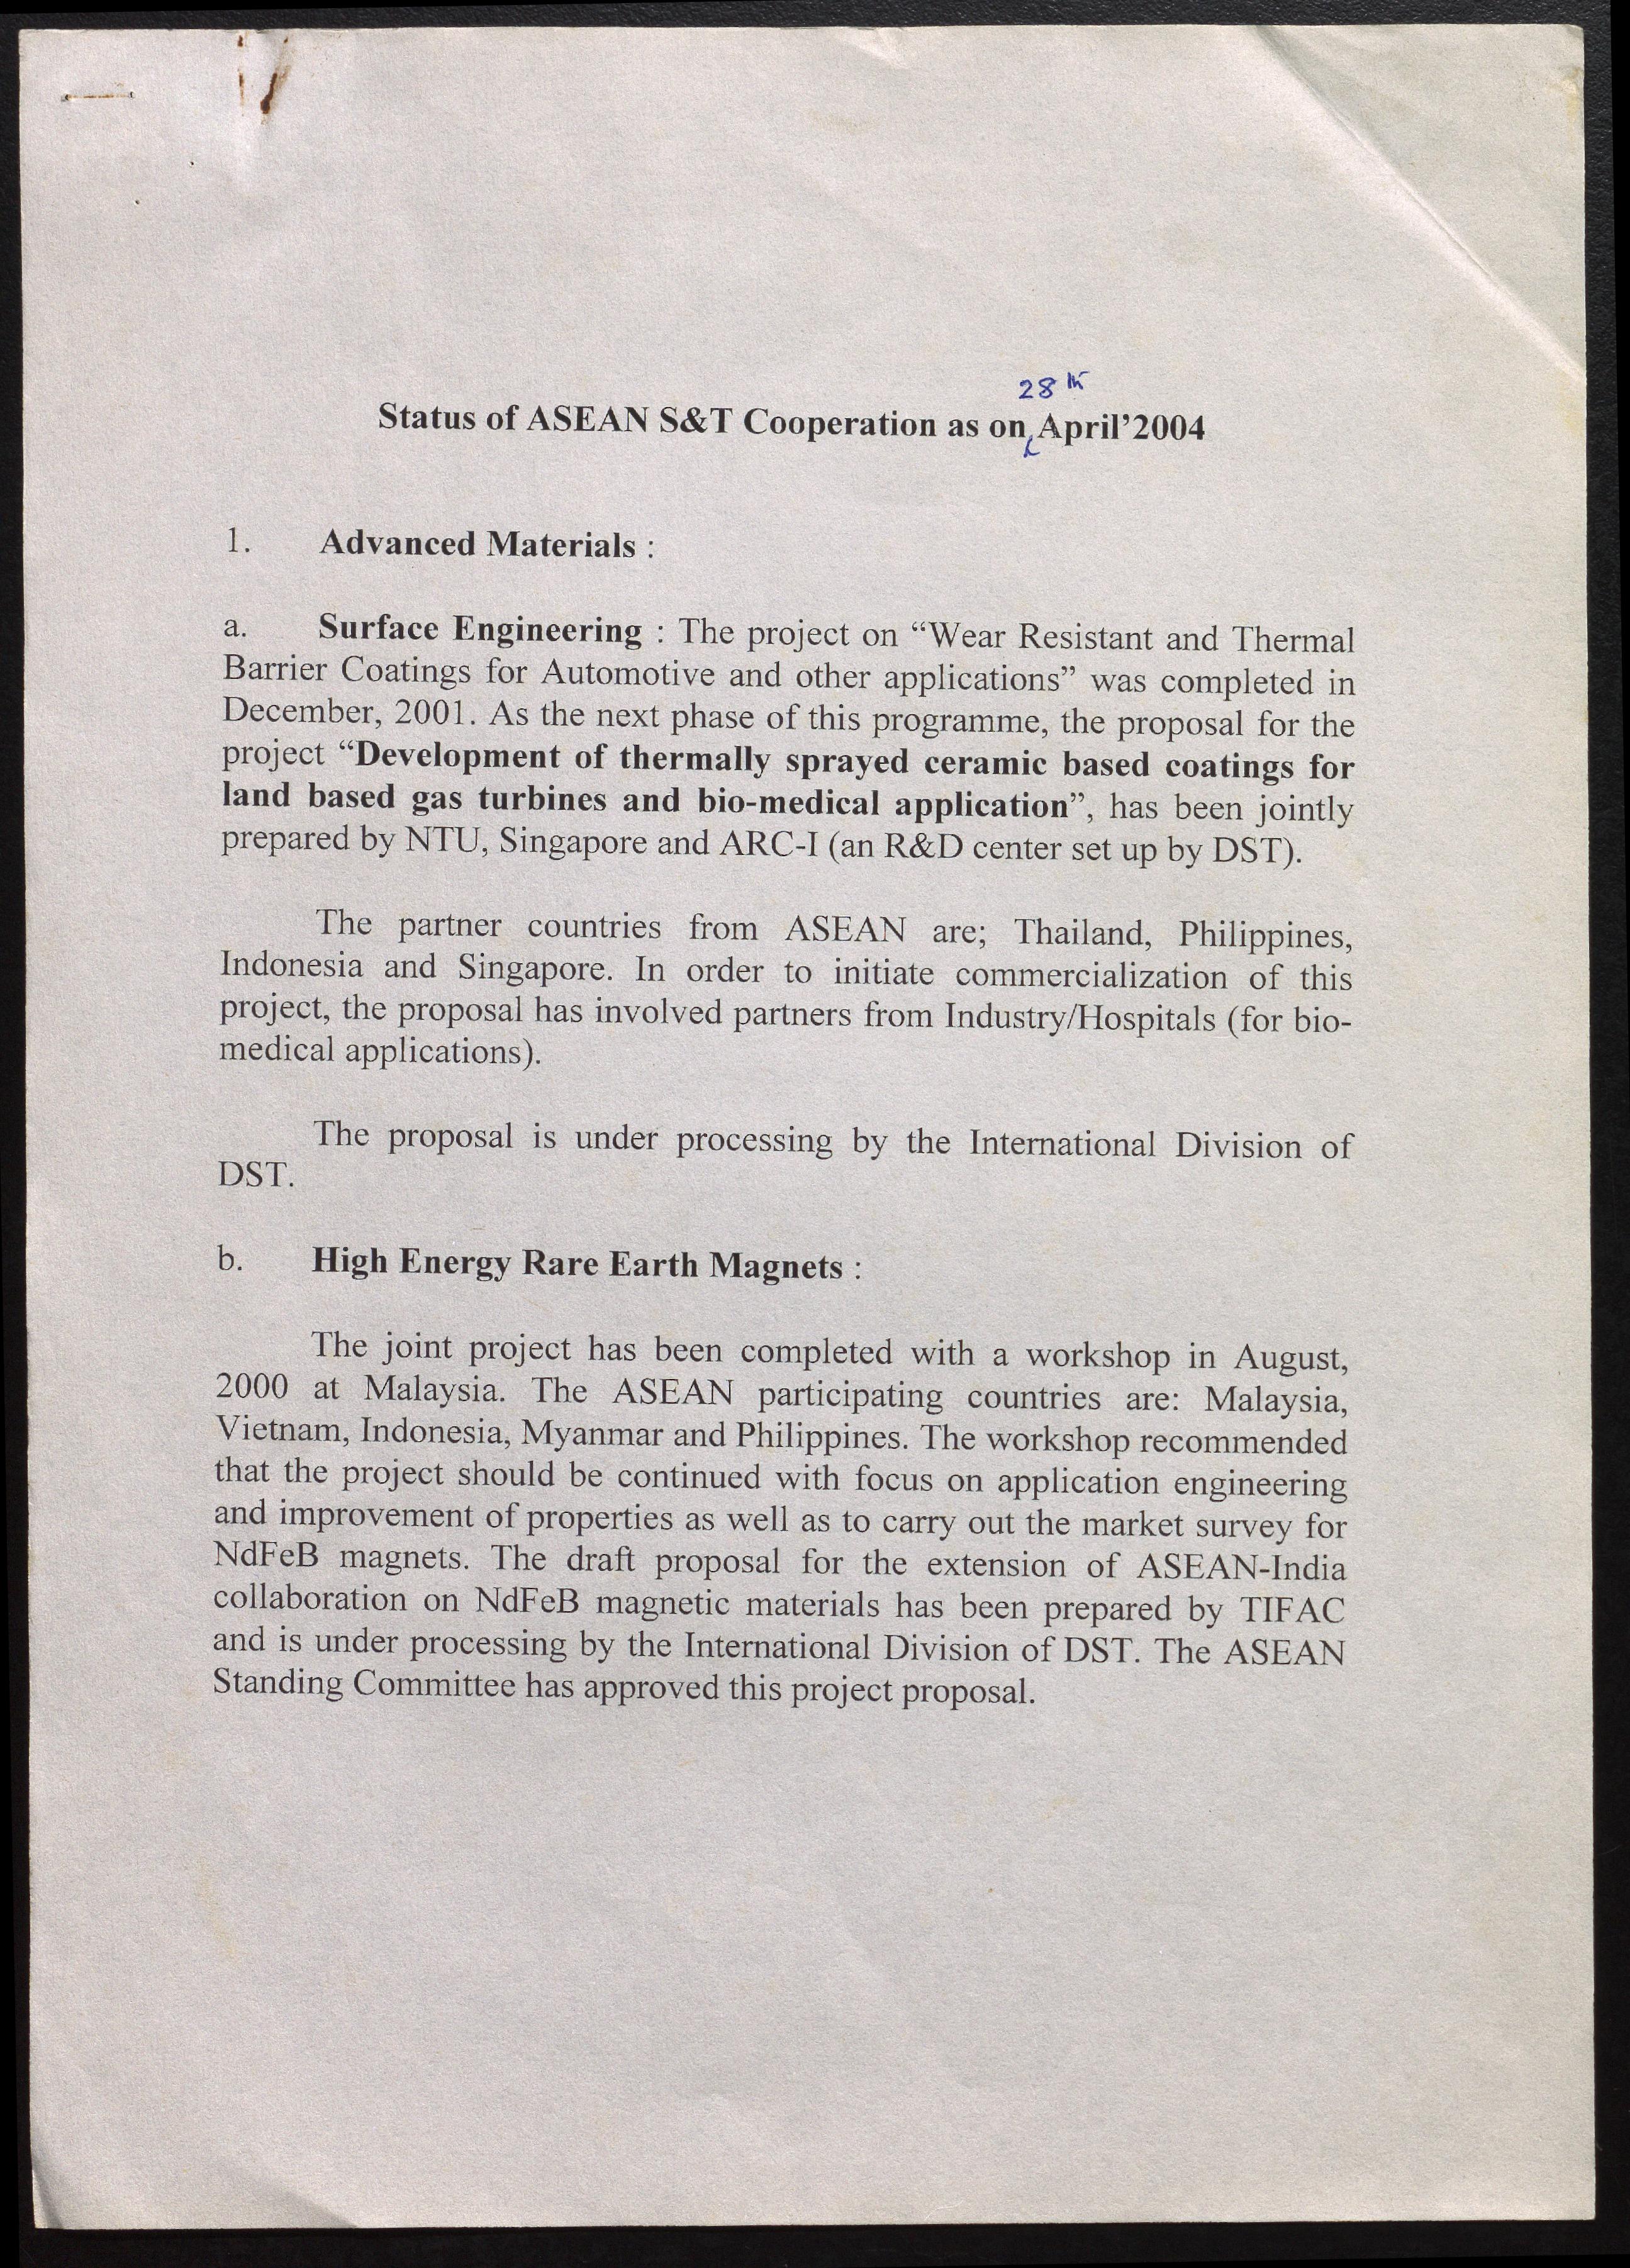 28th
Status of ASEAN S&T Cooperation as on April’2004
1. Advanced Materials :
a. Surface Engineering : The project on “Wear Resistant and Thermal
Barrier Coatings for Automotive and other applications” was completed in
December, 2001. As the next phase of this programme, the proposal for the
project “Development of thermally sprayed ceramic based coatings for
land based gas turbines and bio-medical application”, has been jointly
prepared by NTU, Singapore and ARC-I (an R&D center set up by DST).
The partner countries from ASEAN are; Thailand, Philippines,
Indonesia and Singapore. In order to initiate commercialization of this
project, the proposal has involved partners from Industry/Hospitals (for bio-
medical applications).
The proposal is under processing by the International Division of
DST.
b. High Energy Rare Earth Magnets :
The joint project has been completed with a workshop in August,
2000 at Malaysia. The ASEAN participating countries are: Malaysia,
Vietnam, Indonesia, Myanmar and Philippines. The workshop recommended
that the project should be continued with focus on application engineering
and improvement of properties as well as to carry out the market survey for
NdFeB magnets. The draft proposal for the extension of ASEAN-India
collaboration on NdFeB magnetic materials has been prepared by TIFAC
and is under processing by the International Division of DST. The ASEAN
Standing Committee has approved this project proposal.